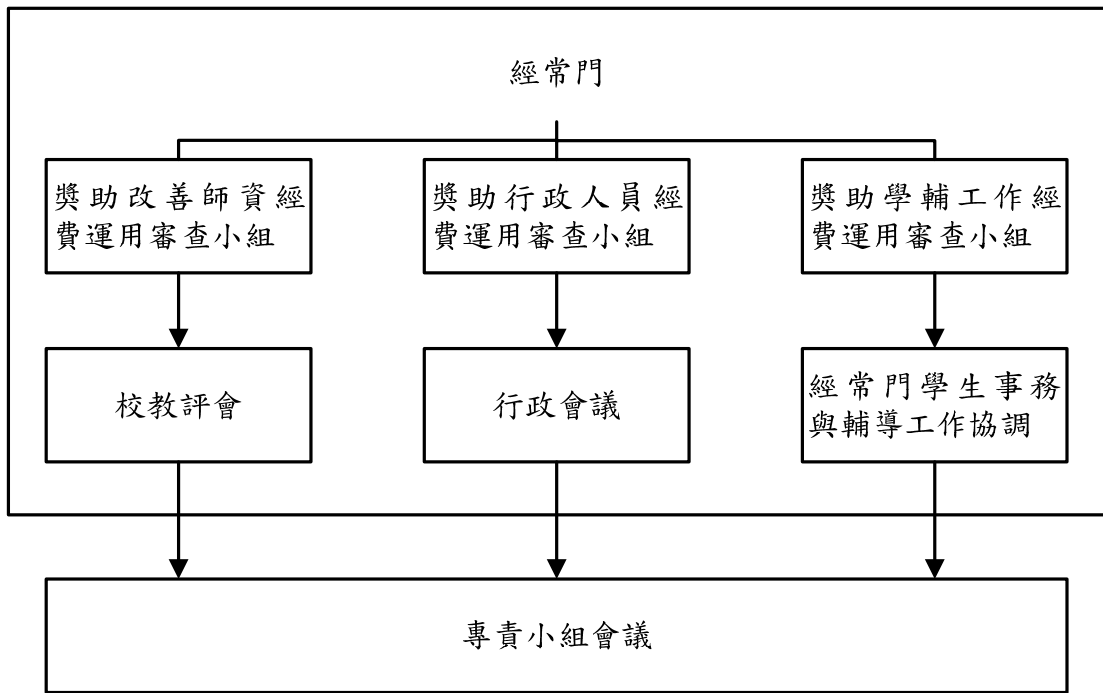 經常門
獎助改善師資經
費運用審查小組
獎助行政人員經
費運用審查小組
獎助學輔工作經
費運用審查小組
校教評會
行政會議
經常門學生事務
與輔導工作協調
專責小組會議